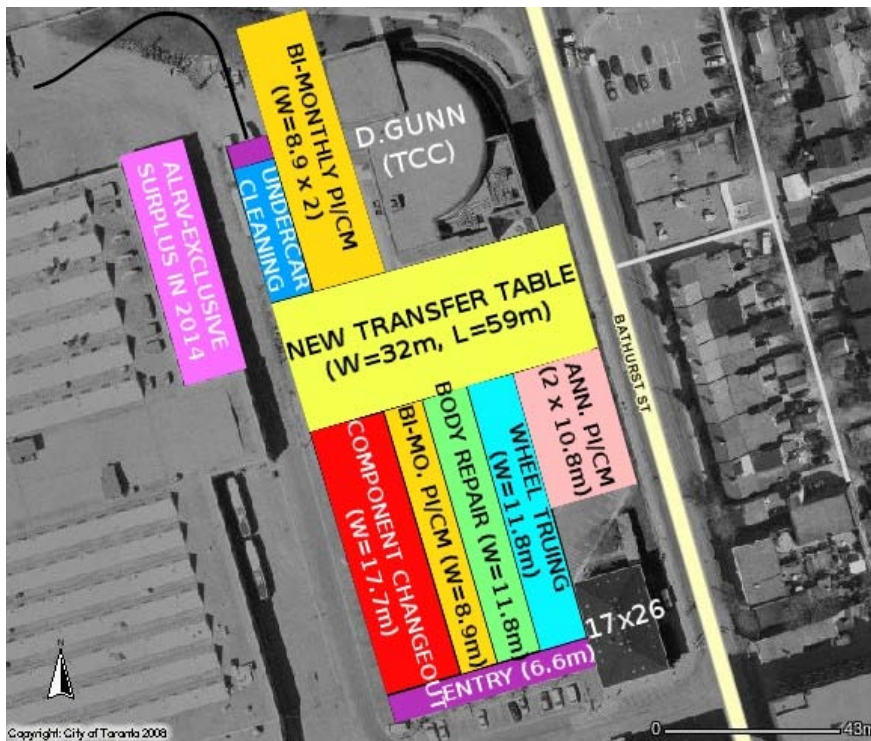 BI-MONTHLY PI/CM
(W=8.9 x 2)
D.GUNN
(TCC)
ALRV-EXCLUSIVE
SURPLUS IN 2014
UNDERCAR
CLEANING
NEW TRANSFER TABLE
(W=32m, L=59m)
BATHURST ST
COMPONENT CHANGEOUT
(W=17.7m)
BI-MO. PI/CM (W=8.9m)
BODY REPAIR (W=11.8m)
WHEEL TRUING
(W=11.8m)
ANN. PI/CM
(2 X 10.8m)
17x26
ENTRY (6.6m)
N
Copyright: City of Toronto 2008
0 43m